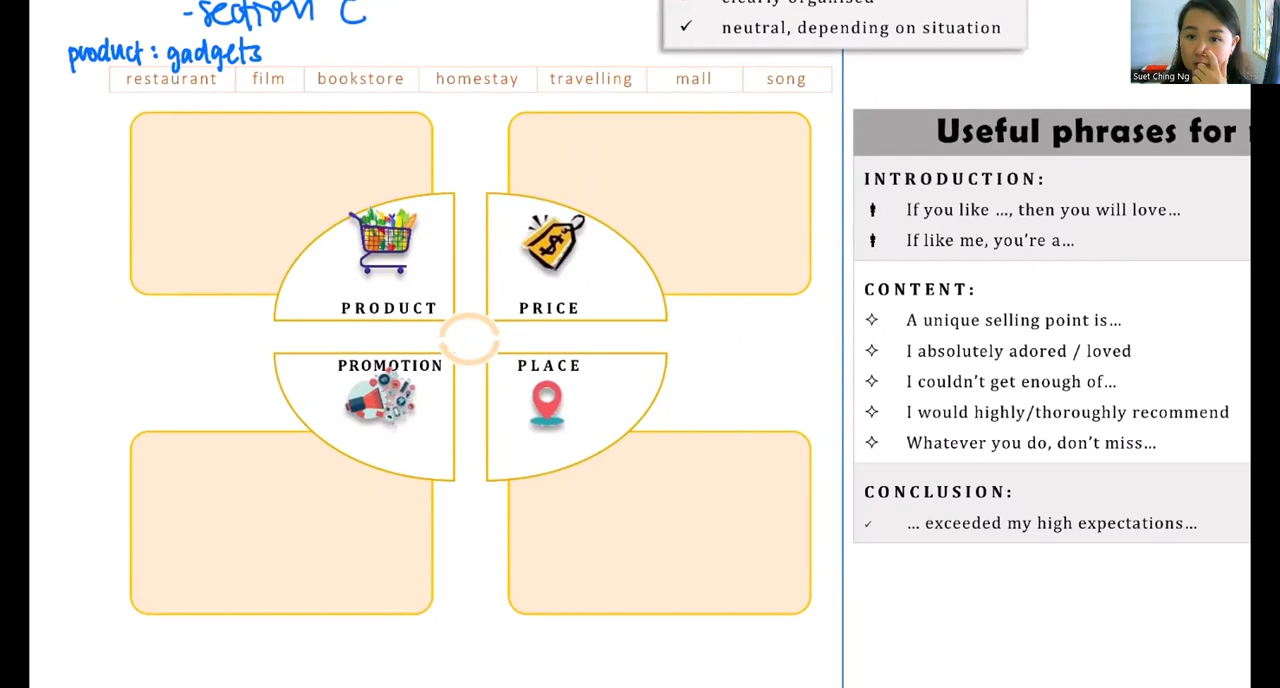 -section C
product: gadgets
clearly organised
✓ neutral, depending on situation
Suet Ching Ng
restaurant film bookstore homestay travelling mall song
PRODUCT
PRICE
PROMOTION
PLACE
Useful phrases for
INTRODUCTION:
If you like …, then you will love…
If like me, you're a…
CONTENT:
A unique selling point is…
I absolutely adored / loved
I couldn't get enough of…
I would highly/thoroughly recommend
Whatever you do, don't miss…
CONCLUSION:
✓ … exceeded my high expectations…